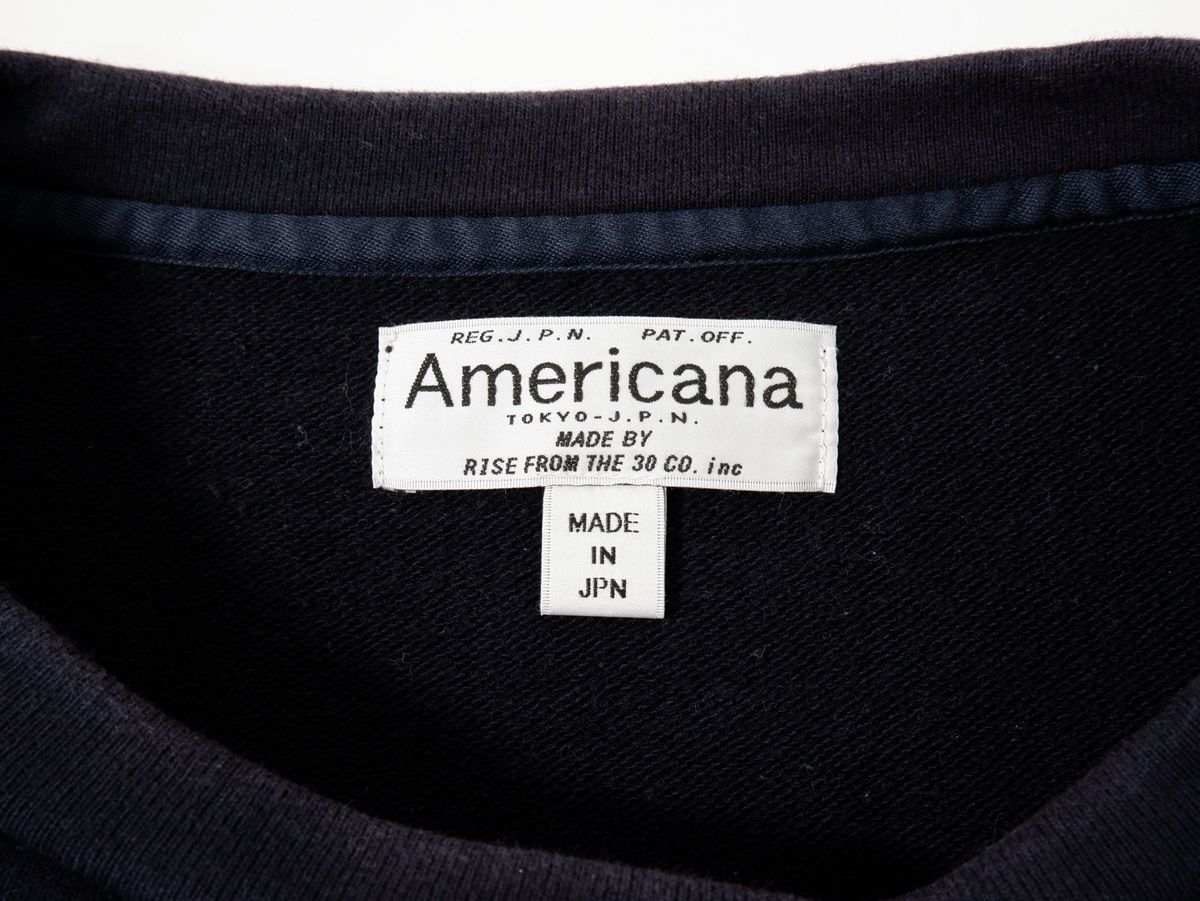 REG.J.P.N. PAT.OFF.
Americana
TOKYO-J.P.N.
MADE BY
RISE FROM THE 30 CO. inc
MADE
IN
JPN